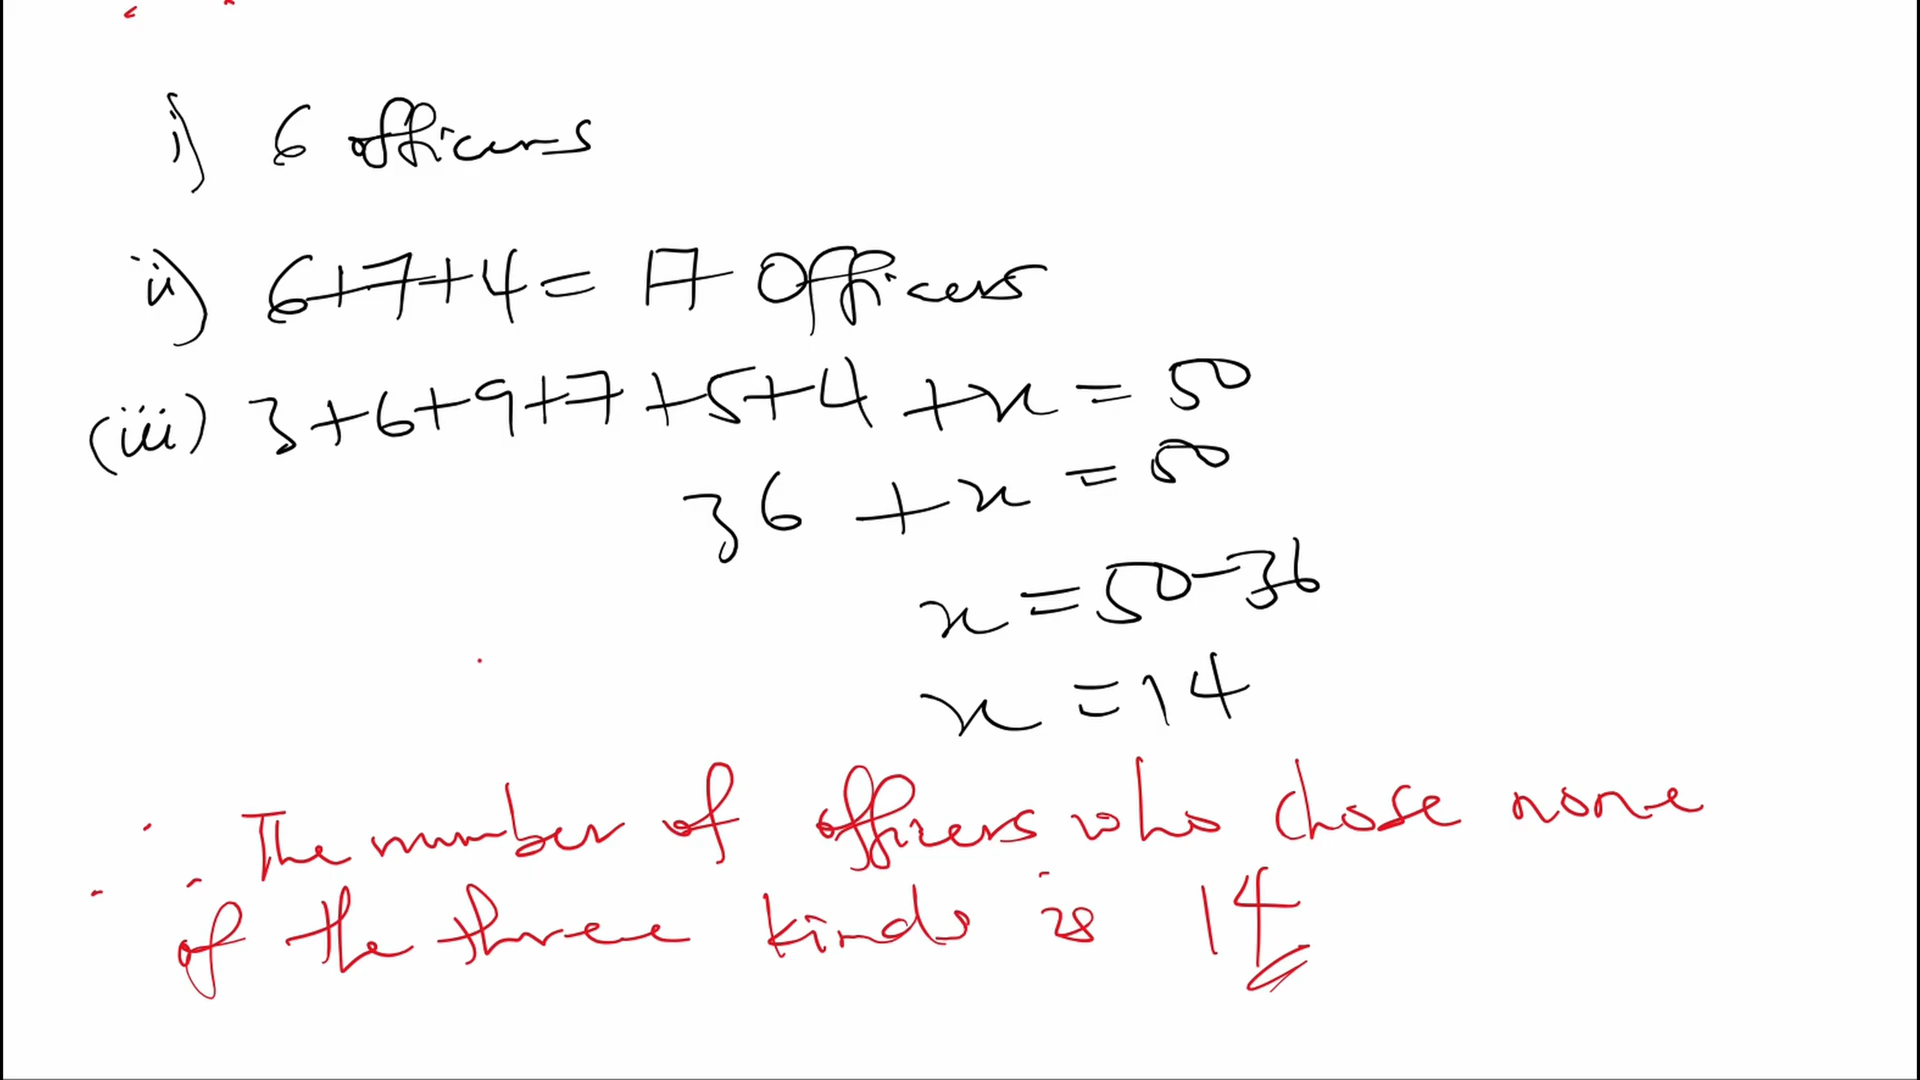 i) 6 officers
ii) 6+7+4 = 17 Officers
(iii) 3+6+9+7+5+4 +x = 50
36 +x = 50
x = 50-36
x = 14
∴ The number of officers who chose none
of the three kinds is 14